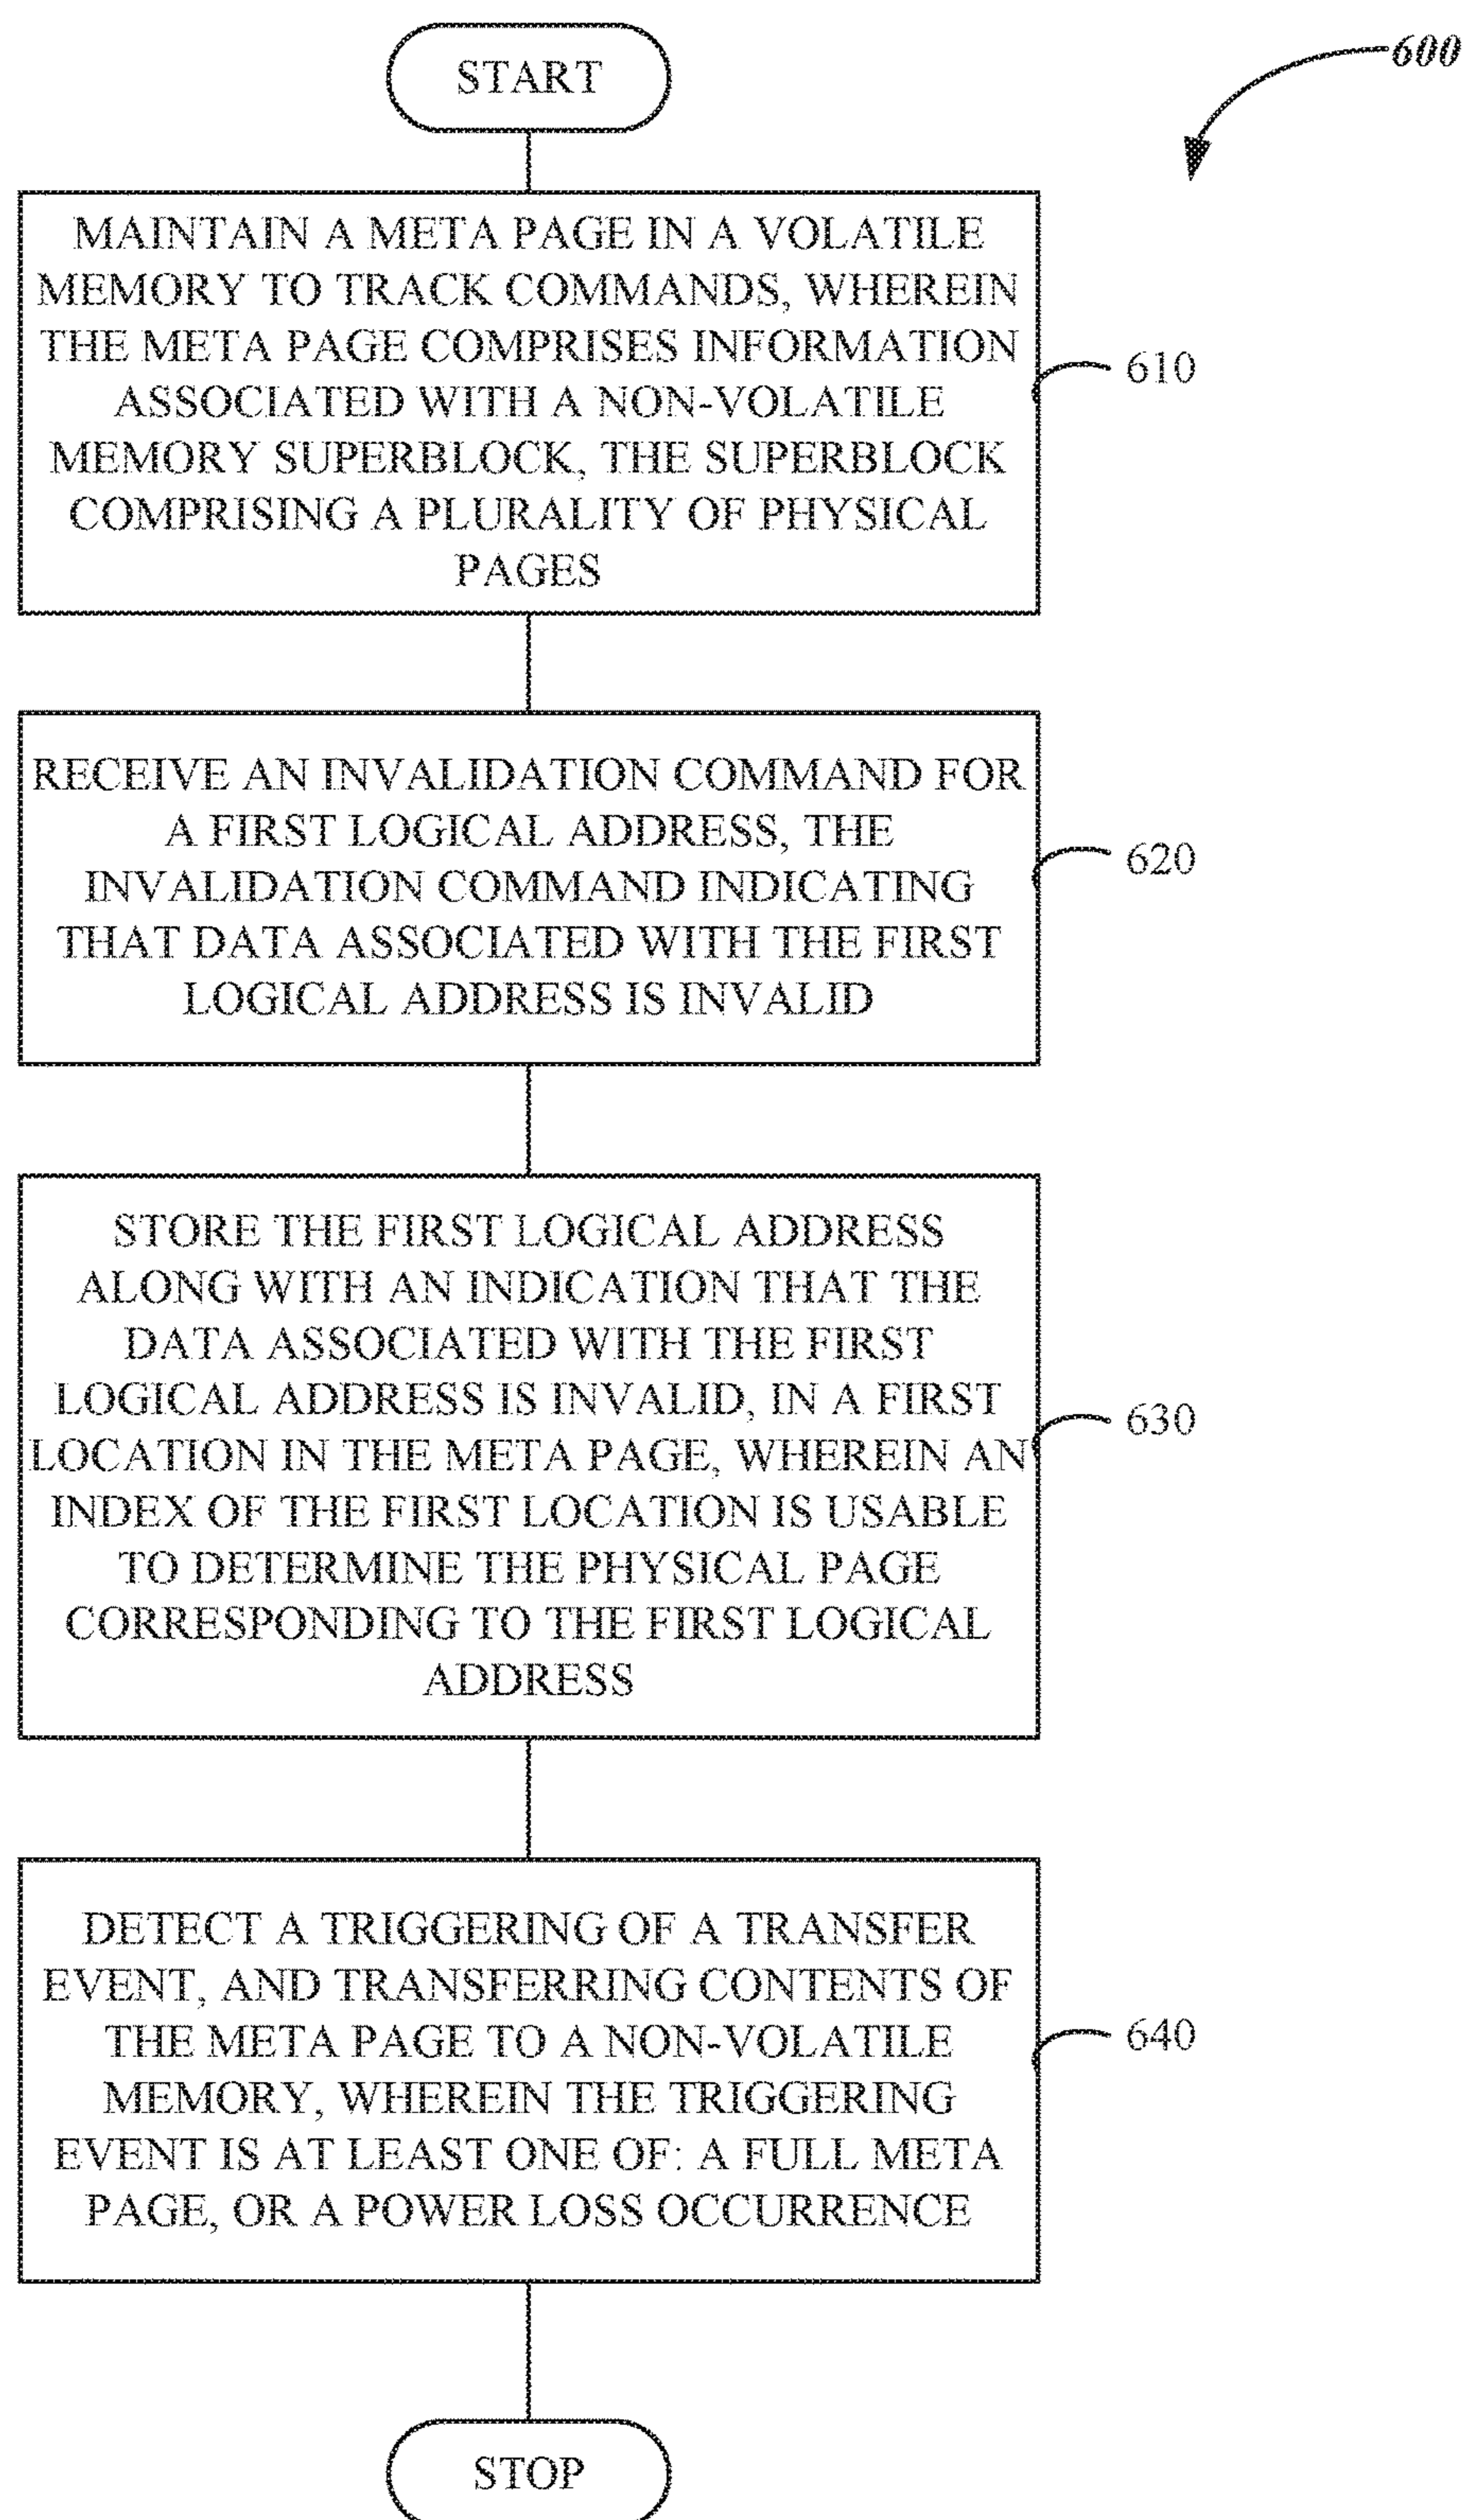 START
600
MAINTAIN A META PAGE IN A VOLATILE
MEMORY TO TRACK COMMANDS, WHEREIN
THE META PAGE COMPRISES INFORMATION
ASSOCIATED WITH A NON-VOLATILE
MEMORY SUPERBLOCK, THE SUPERBLOCK
COMPRISING A PLURALITY OF PHYSICAL
PAGES
610
RECEIVE AN INVALIDATION COMMAND FOR
A FIRST LOGICAL ADDRESS, THE
INVALIDATION COMMAND INDICATING
THAT DATA ASSOCIATED WITH THE FIRST
LOGICAL ADDRESS IS INVALID
620
STORE THE FIRST LOGICAL ADDRESS
ALONG WITH AN INDICATION THAT THE
DATA ASSOCIATED WITH THE FIRST
LOGICAL ADDRESS IS INVALID, IN A FIRST
LOCATION IN THE META PAGE, WHEREIN AN
INDEX OF THE FIRST LOCATION IS USABLE
TO DETERMINE THE PHYSICAL PAGE
CORRESPONDING TO THE FIRST LOGICAL
ADDRESS
630
DETECT A TRIGGERING OF A TRANSFER
EVENT, AND TRANSFERRING CONTENTS OF
THE META PAGE TO A NON-VOLATILE
MEMORY, WHEREIN THE TRIGGERING
EVENT IS AT LEAST ONE OF: A FULL META
PAGE, OR A POWER LOSS OCCURRENCE
640
STOP